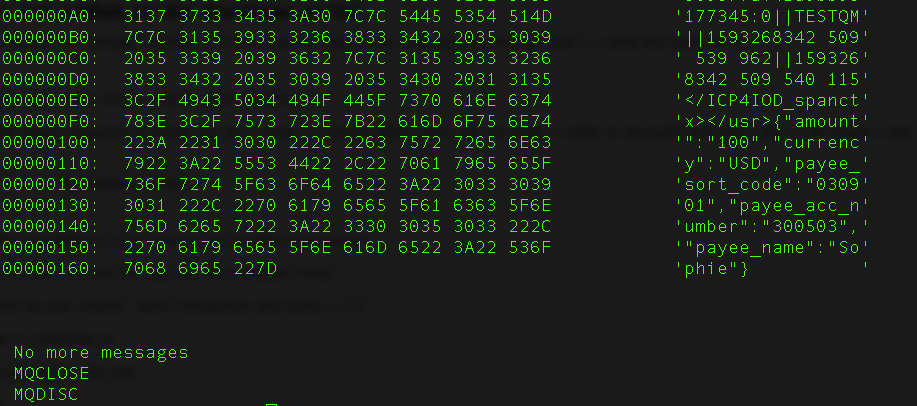 000000A0:  3137 3733 3435 3A30 7C7C 5445 5354 514D  '177345:0||TESTQM'
000000B0:  7C7C 3135 3933 3236 3833 3432 2035 3039  '||1593268342 509'
000000C0:  2035 3339 2039 3632 7C7C 3135 3933 3236  ' 539 962||159326'
000000D0:  3833 3432 2035 3039 2035 3430 2031 3135  '8342 509 540 115'
000000E0:  3C2F 4943 5034 494F 445F 7370 616E 6374  '</ICP4IOD_spanct'
000000F0:  783E 3C2F 7573 723E 7B22 616D 6F75 6E74  'x></usr>{"amount'
00000100:  223A 2231 3030 222C 2263 7572 7265 6E63  '":"100","currenc'
00000110:  7922 3A22 5553 4422 2C22 7061 7965 655F  'y":"USD","payee_'
00000120:  736F 7274 5F63 6F64 6522 3A22 3033 3039  'sort_code":"0309'
00000130:  3031 222C 2270 6179 6565 5F61 6363 5F6E  '01","payee_acc_n'
00000140:  756D 6265 7222 3A22 3330 3035 3033 222C  'umber":"300503",'
00000150:  2270 6179 6565 5F6E 616D 6522 3A22 536F  '"payee_name":"So'
00000160:  7068 6965 227D  'phie"}          '
No more messages
MQCLOSE
MQDISC